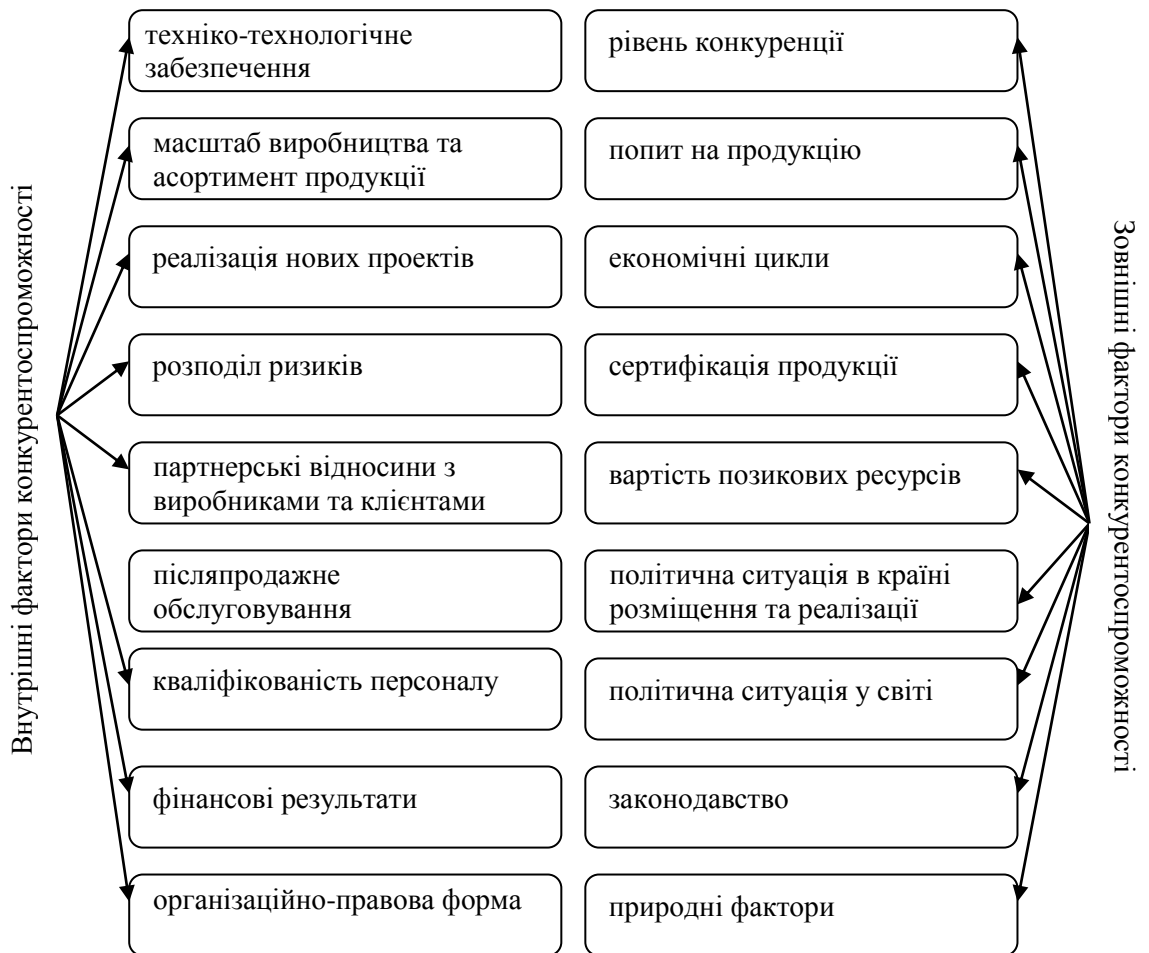 Внутрішні фактори конкурентоспроможності
техніко-технологічне
забезпечення
масштаб виробництва та
асортимент продукції
реалізація нових проектів
розподіл ризиків
партнерські відносини з
виробниками та клієнтами
післяпродажне
обслуговування
кваліфікованість персоналу
фінансові результати
організаційно-правова форма
рівень конкуренції
попит на продукцію
економічні цикли
сертифікація продукції
вартість позикових ресурсів
політична ситуація в країні
розміщення та реалізації
політична ситуація у світі
законодавство
природні фактори
Зовнішні фактори конкурентоспроможності